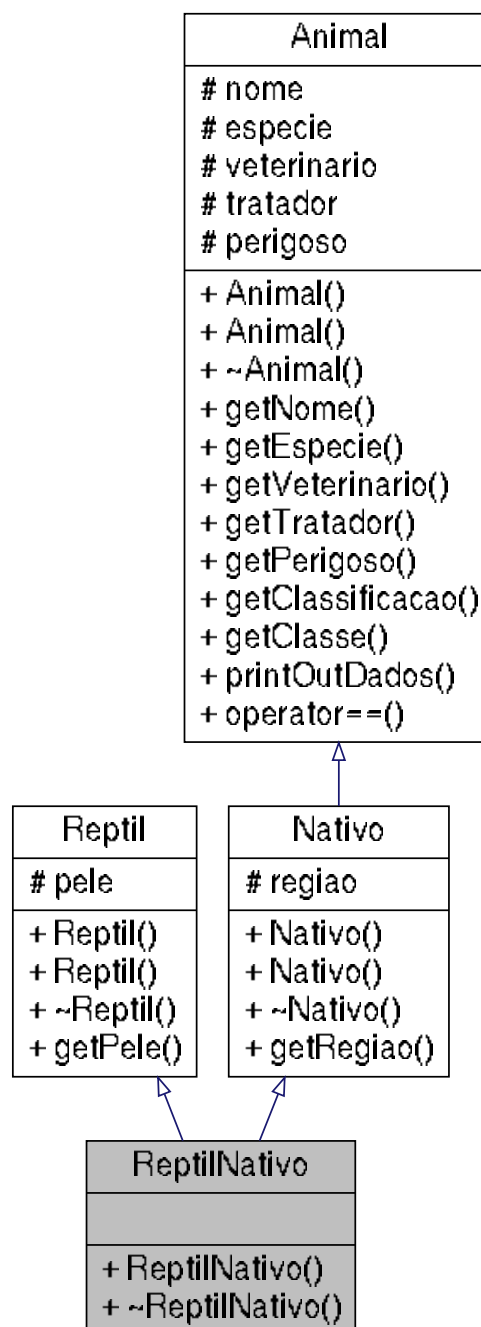 Animal
# nome
# especie
# veterinario
# tratador
# perigoso
+ Animal()
+ Animal()
+ ~Animal()
+ getNome()
+ getEspecie()
+ getVeterinario()
+ getTratador()
+ getPerigoso()
+ getClassificacao()
+ getClasse()
+ printOutDados()
+ operator==()
Reptil
# pele
+ Reptil()
+ Reptil()
+ ~Reptil()
+ getPele()
Nativo
# regiao
+ Nativo()
+ Nativo()
+ ~Nativo()
+ getRegiao()
ReptilNativo
+ ReptilNativo()
+ ~ReptilNativo()